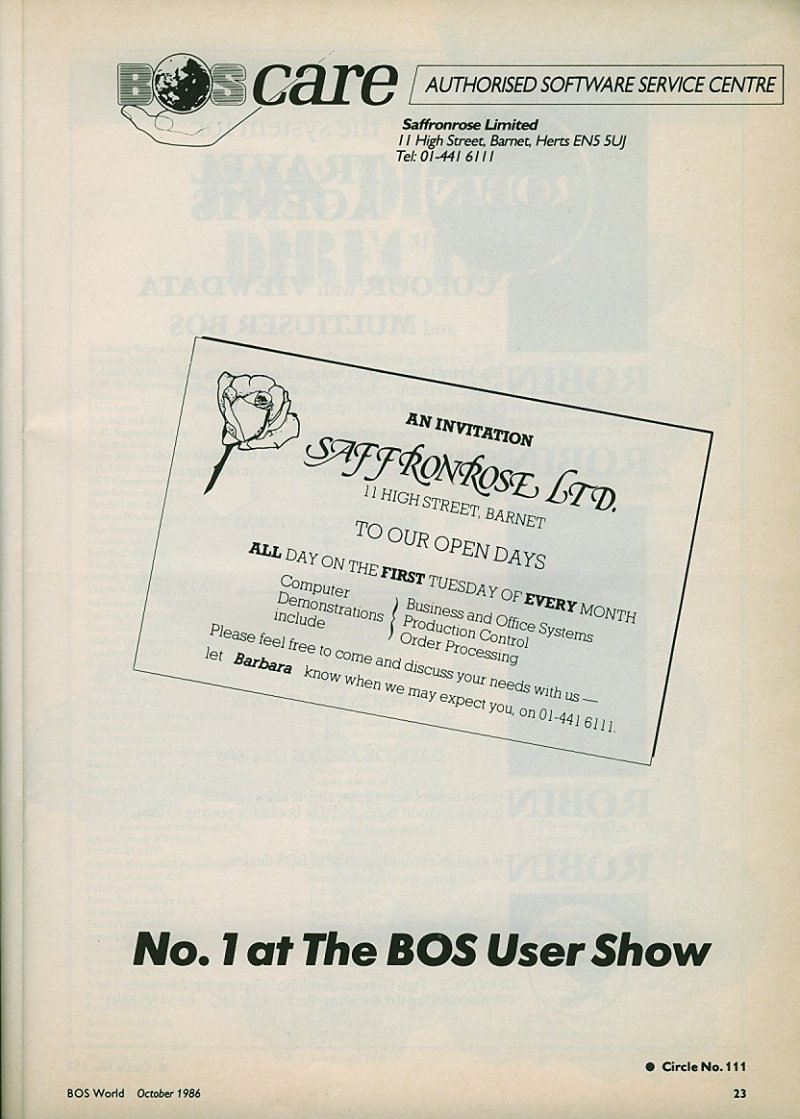 BOS care
AUTHORISED SOFTWARE SERVICE CENTRE
Saffronrose Limited
11 High Street, Barnet, Herts EN5 5UJ
Tel: 01-441 6111
AN INVITATION
SAFFRONROSE LTD.
11 HIGH STREET, BARNET
TO OUR OPEN DAYS
ALL DAY ON THE FIRST TUESDAY OF EVERY MONTH
Computer
Demonstrations
include
Business and Office Systems
Production Control
Order Processing
Please feel free to come and discuss your needs with us —
let Barbara know when we may expect you, on 01-441 6111.
No. 1 at The BOS User Show
● Circle No. 111
BOS World October 1986
23